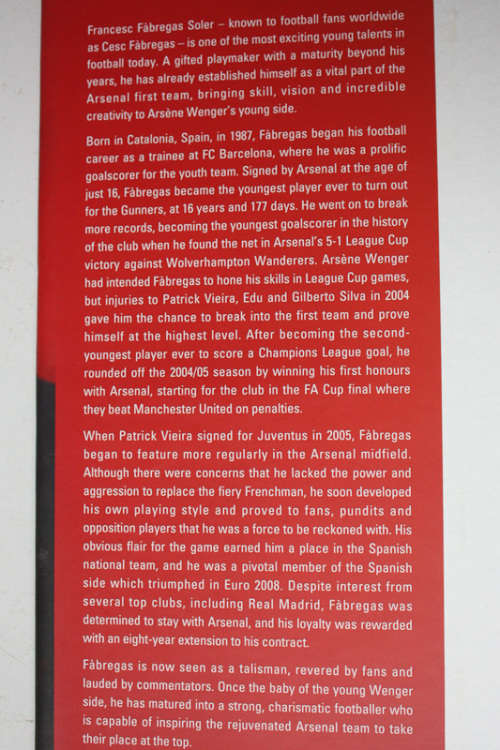 Francesc Fàbregas Soler – known to football fans worldwide
as Cesc Fàbregas – is one of the most exciting young talents in
football today. A gifted playmaker with a maturity beyond his
years, he has already established himself as a vital part of the
Arsenal first team, bringing skill, vision and incredible
creativity to Arsène Wenger's young side.
Born in Catalonia, Spain, in 1987, Fàbregas began his football
career as a trainee at FC Barcelona, where he was a prolific
goalscorer for the youth team. Signed by Arsenal at the age of
just 16, Fàbregas became the youngest player ever to turn out
for the Gunners, at 16 years and 177 days. He went on to break
more records, becoming the youngest goalscorer in the history
of the club when he found the net in Arsenal's 5-1 League Cup
victory against Wolverhampton Wanderers. Arsène Wenger
had intended Fàbregas to hone his skills in League Cup games,
but injuries to Patrick Vieira, Edu and Gilberto Silva in 2004
gave him the chance to break into the first team and prove
himself at the highest level. After becoming the second-
youngest player ever to score a Champions League goal, he
rounded off the 2004/05 season by winning his first honours
with Arsenal, starting for the club in the FA Cup final where
they beat Manchester United on penalties.
When Patrick Vieira signed for Juventus in 2005, Fàbregas
began to feature more regularly in the Arsenal midfield.
Although there were concerns that he lacked the power and
aggression to replace the fiery Frenchman, he soon developed
his own playing style and proved to fans, pundits and
opposition players that he was a force to be reckoned with. His
obvious flair for the game earned him a place in the Spanish
national team, and he was a pivotal member of the Spanish
side which triumphed in Euro 2008. Despite interest from
several top clubs, including Real Madrid, Fàbregas was
determined to stay with Arsenal, and his loyalty was rewarded
with an eight-year extension to his contract.
Fàbregas is now seen as a talisman, revered by fans and
lauded by commentators. Once the baby of the young Wenger
side, he has matured into a strong, charismatic footballer who
is capable of inspiring the rejuvenated Arsenal team to take
their place at the top.